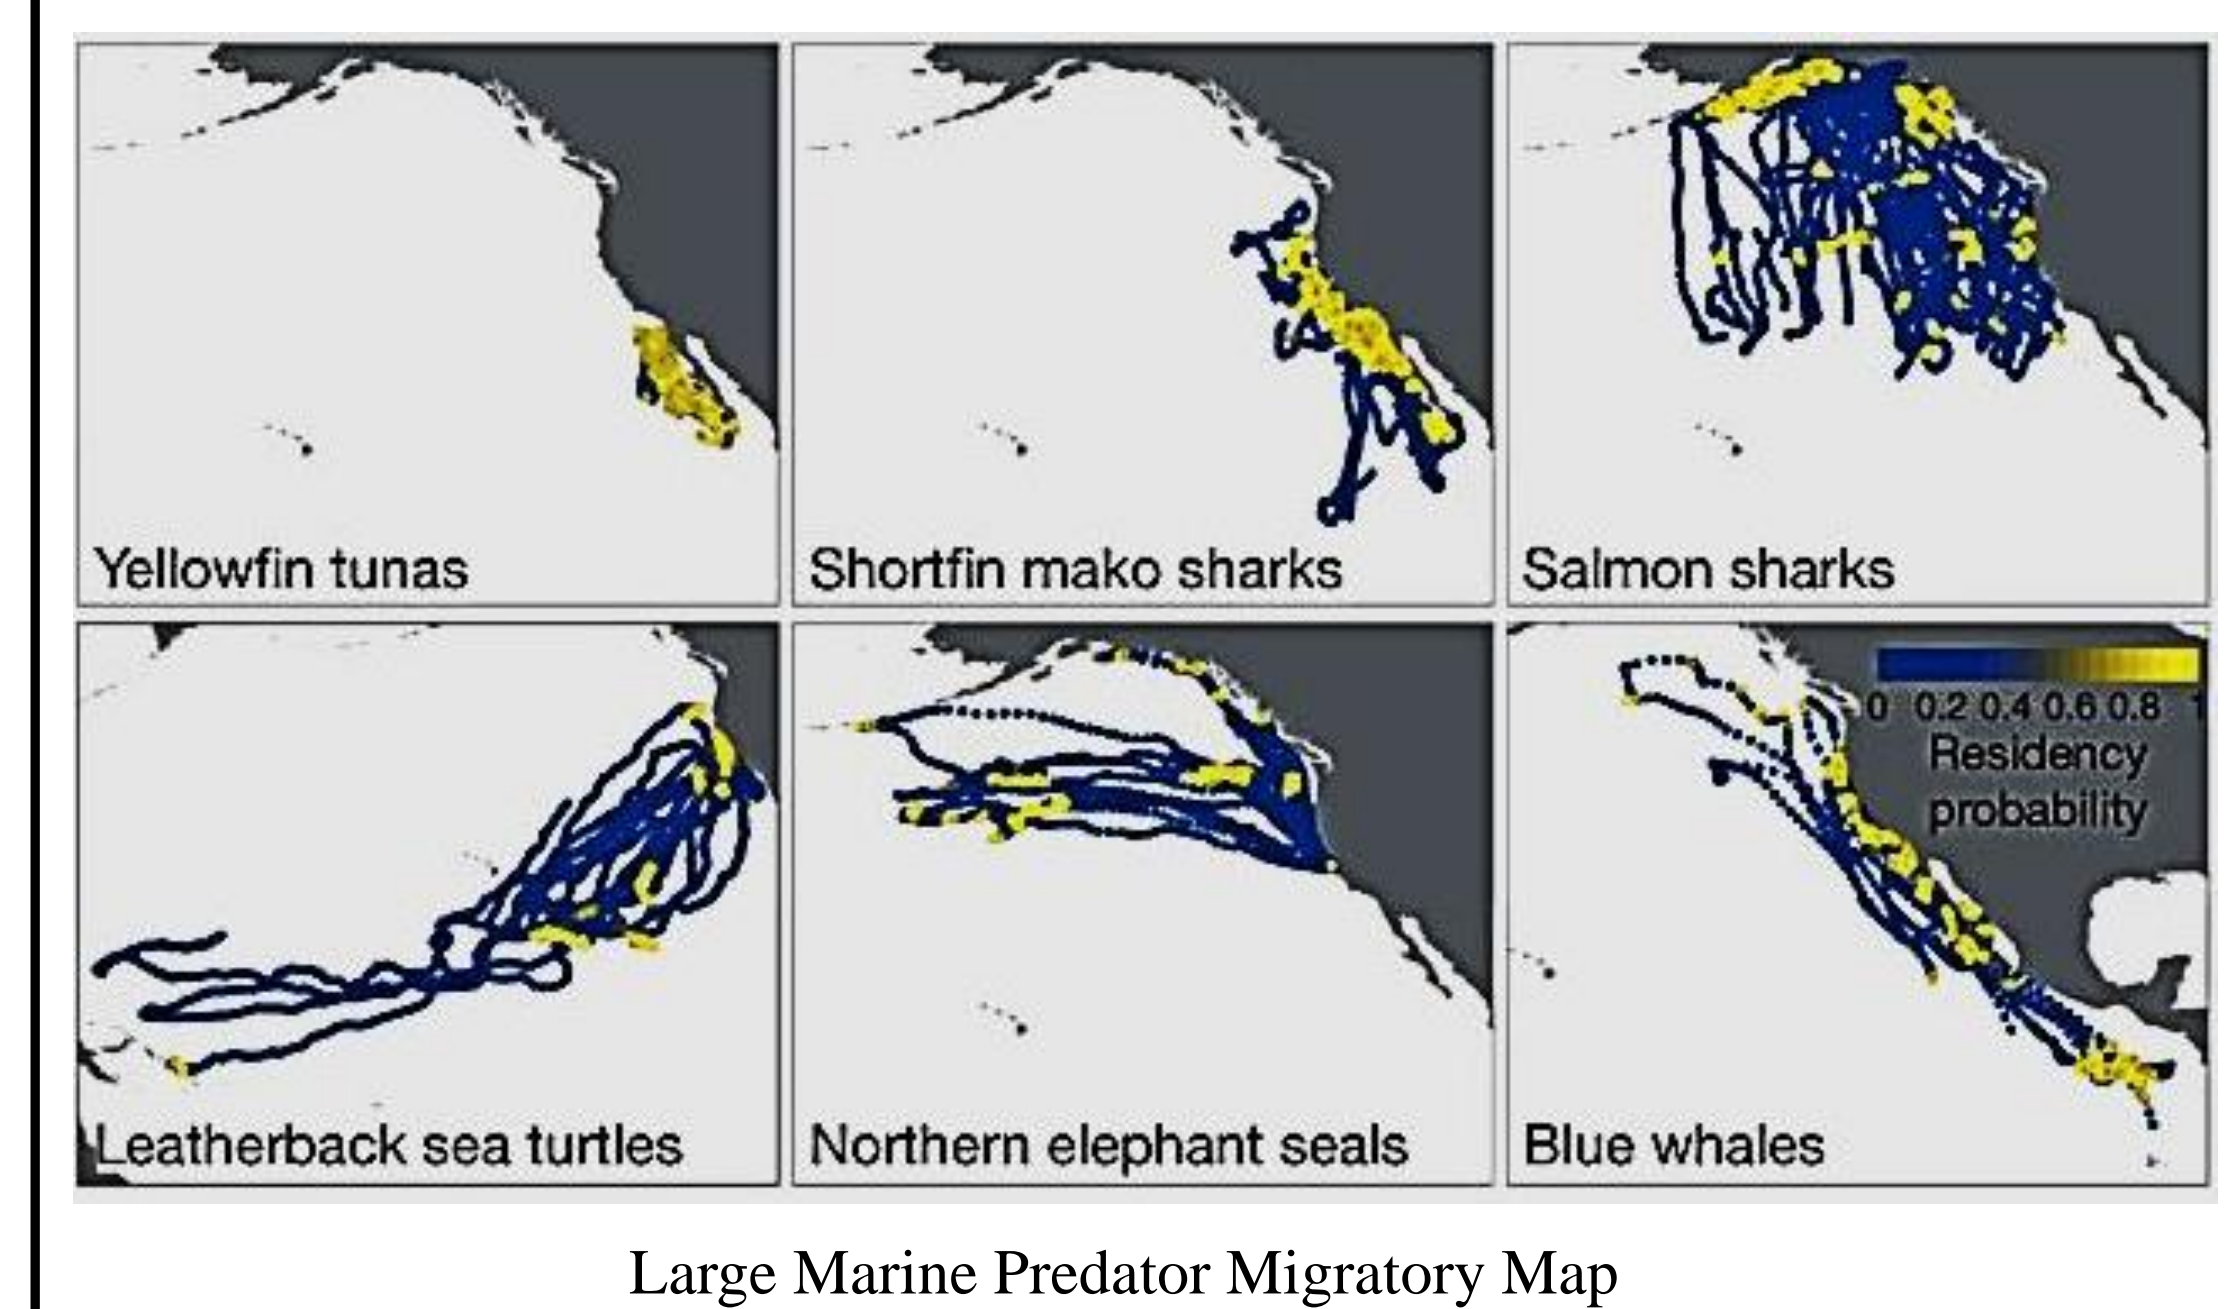 Yellowfin tunas
Shortfin mako sharks
Salmon sharks
0 0.2 0.4 0.6 0.8 1
Residency
probability
Leatherback sea turtles
Northern elephant seals
Blue whales
Large Marine Predator Migratory Map